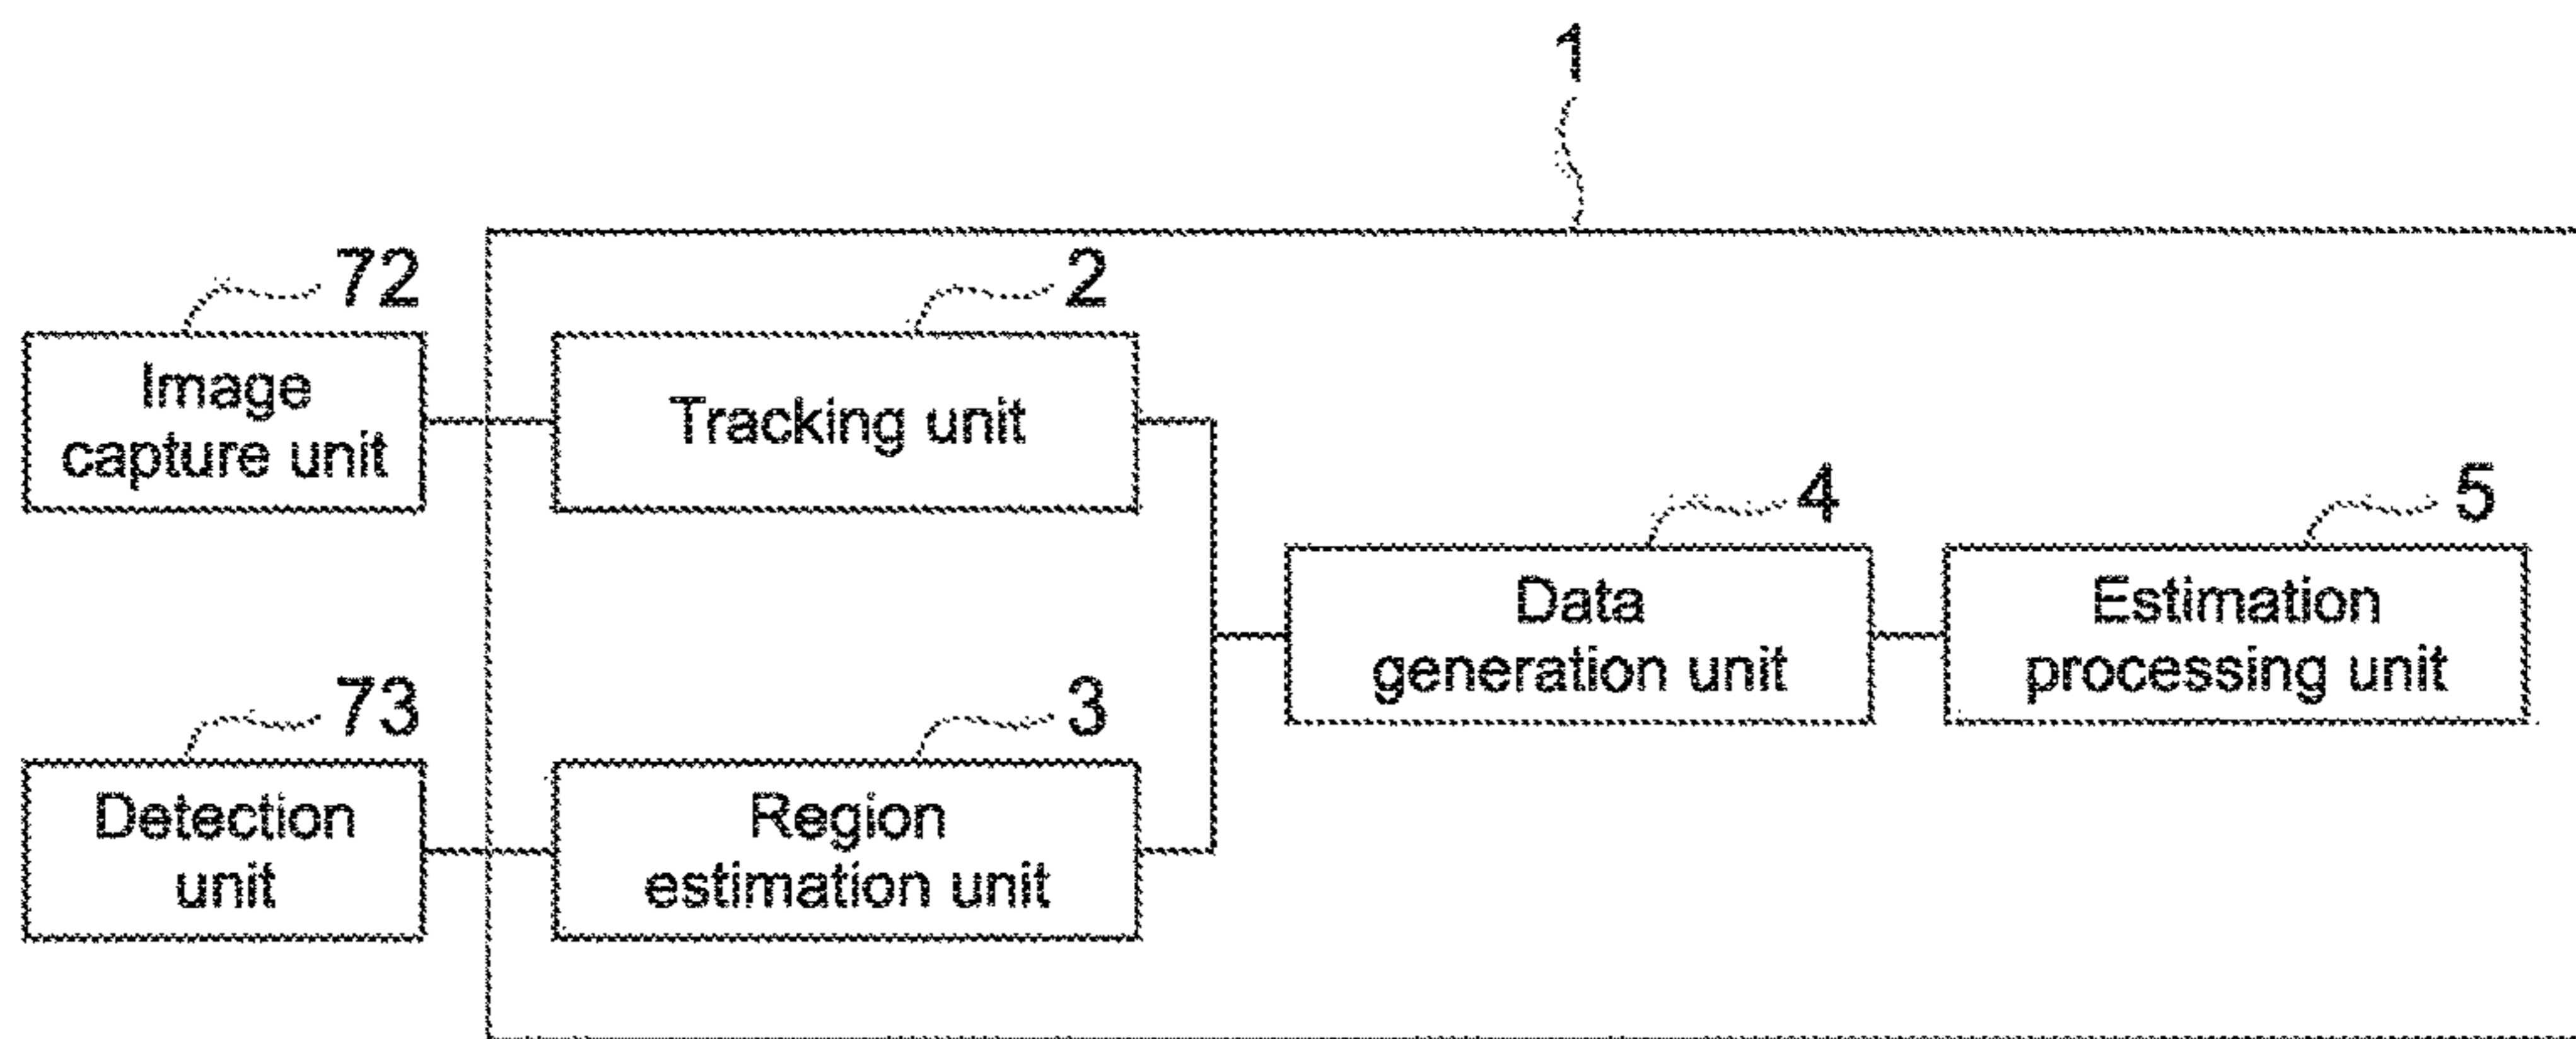 1
72
2
Image
capture unit
Tracking unit
4
5
Data
generation unit
Estimation
processing unit
73
3
Detection
unit
Region
estimation unit